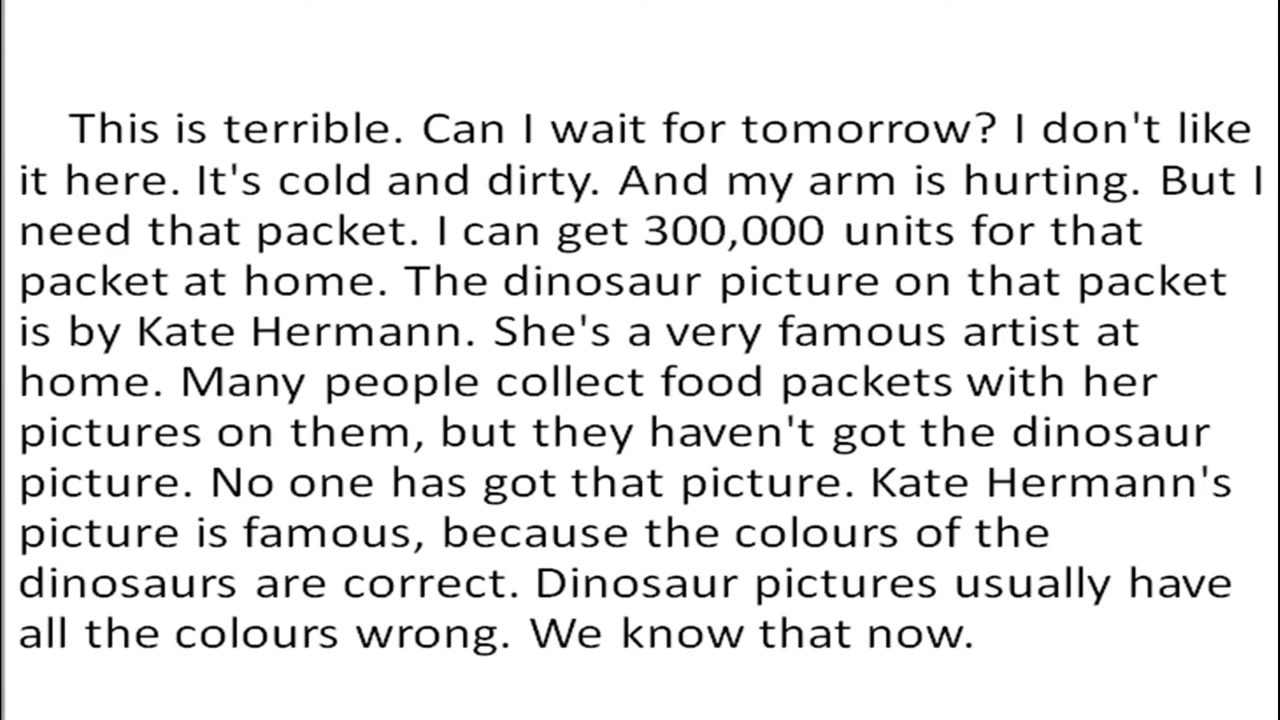 This is terrible. Can I wait for tomorrow? I don't like
it here. It's cold and dirty. And my arm is hurting. But I
need that packet. I can get 300,000 units for that
packet at home. The dinosaur picture on that packet
is by Kate Hermann. She's a very famous artist at
home. Many people collect food packets with her
pictures on them, but they haven't got the dinosaur
picture. No one has got that picture. Kate Hermann's
picture is famous, because the colours of the
dinosaurs are correct. Dinosaur pictures usually have
all the colours wrong. We know that now.